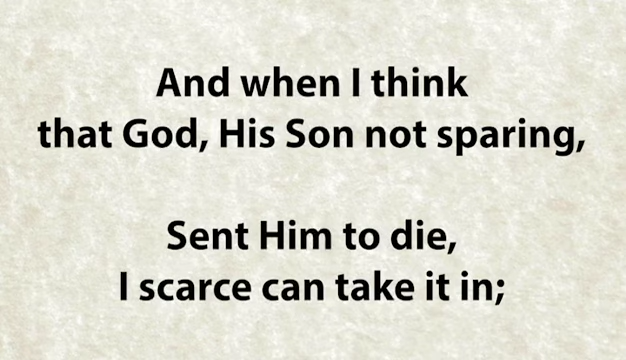 And when I think
that God, His Son not sparing,
Sent Him to die,
I scarce can take it in;